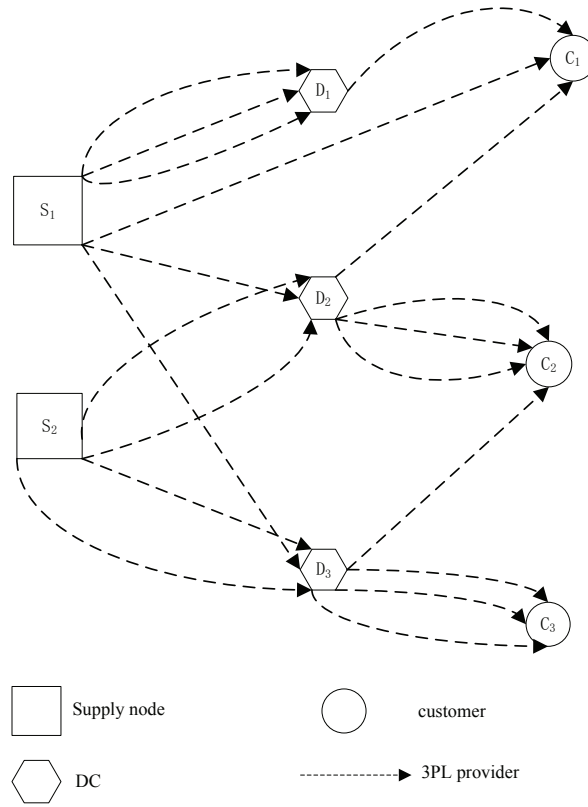 C1
D1
S1
D2
C2
S2
D3
C3
Supply node
customer
DC
3PL provider